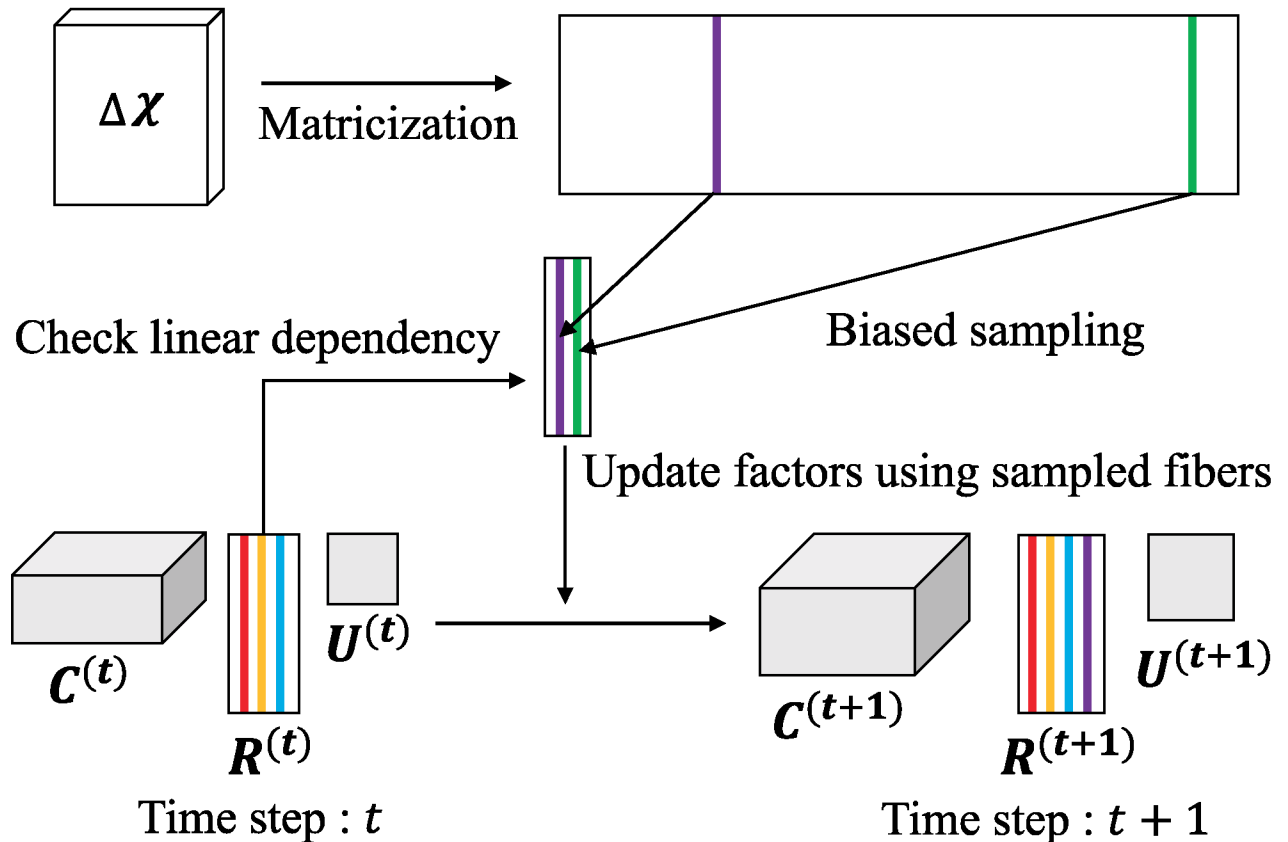 Δ𝓧
Matricization
Check linear dependency
Biased sampling
Update factors using sampled fibers
C^(t)
R^(t)
U^(t)
C^(t+1)
R^(t+1)
U^(t+1)
Time step : t
Time step : t + 1